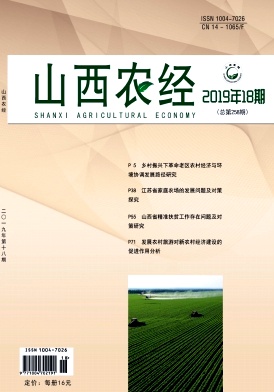 ISSN 1004-7026
CN 14-1065/F
山西农经
SHANXI AGRICULTURAL ECONOMY
2019年18期
(总第258期)
P 5 乡村振兴下革命老区农村经济与环
境协调发展路径研究
P38 江苏省家庭农场的发展问题及对策
探究
P55 山西省精准扶贫工作存在问题及对
策研究
P71 发展农村旅游对新农村经济建设的
促进作用分析
山西农经
二〇一九年第十八期
ISSN 1004-7026
18
9 771004 702191
定价：每册16元